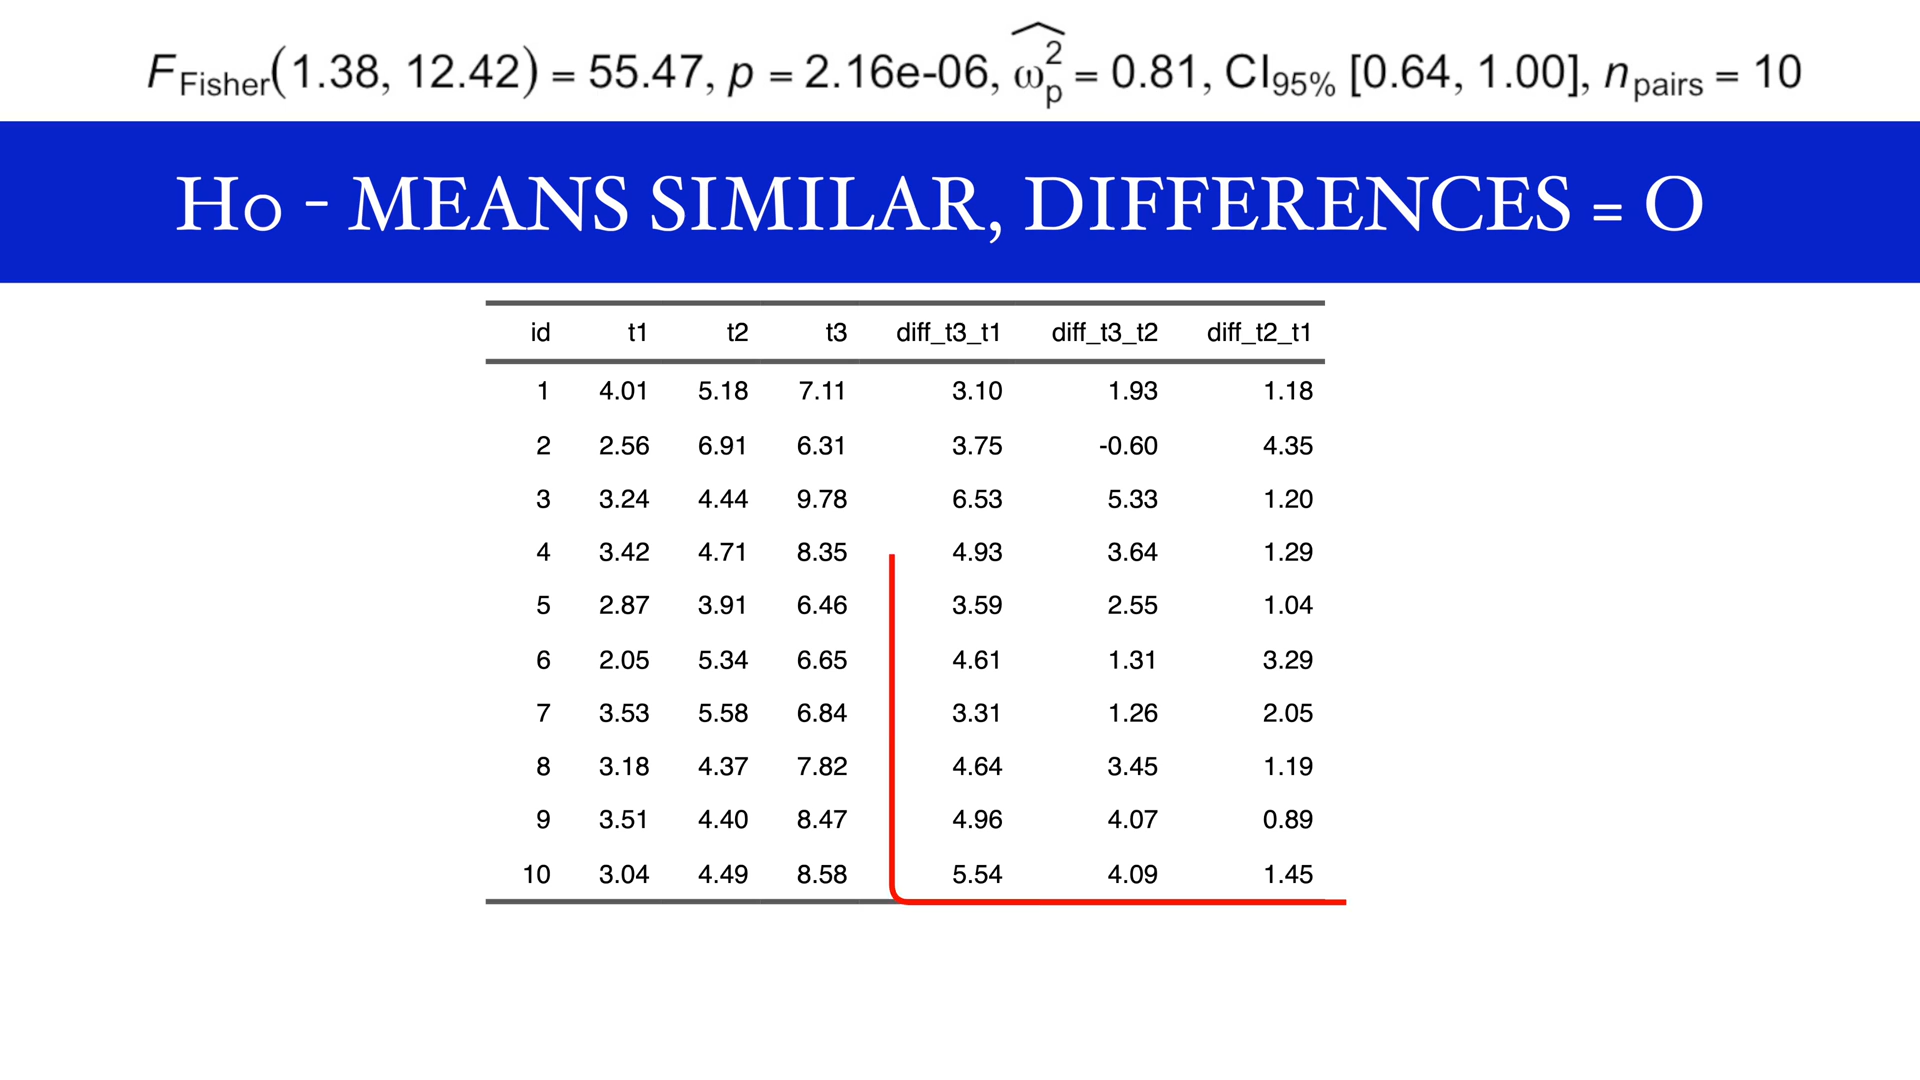 F Fisher(1.38, 12.42) = 55.47, p = 2.16e-06, ω̂²p = 0.81, CI95% [0.64, 1.00], npairs = 10
Ho - MEANS SIMILAR, DIFFERENCES = O
id t1 t2 t3 diff_t3_t1 diff_t3_t2 diff_t2_t1
1 4.01 5.18 7.11 3.10 1.93 1.18
2 2.56 6.91 6.31 3.75 -0.60 4.35
3 3.24 4.44 9.78 6.53 5.33 1.20
4 3.42 4.71 8.35 4.93 3.64 1.29
5 2.87 3.91 6.46 3.59 2.55 1.04
6 2.05 5.34 6.65 4.61 1.31 3.29
7 3.53 5.58 6.84 3.31 1.26 2.05
8 3.18 4.37 7.82 4.64 3.45 1.19
9 3.51 4.40 8.47 4.96 4.07 0.89
10 3.04 4.49 8.58 5.54 4.09 1.45